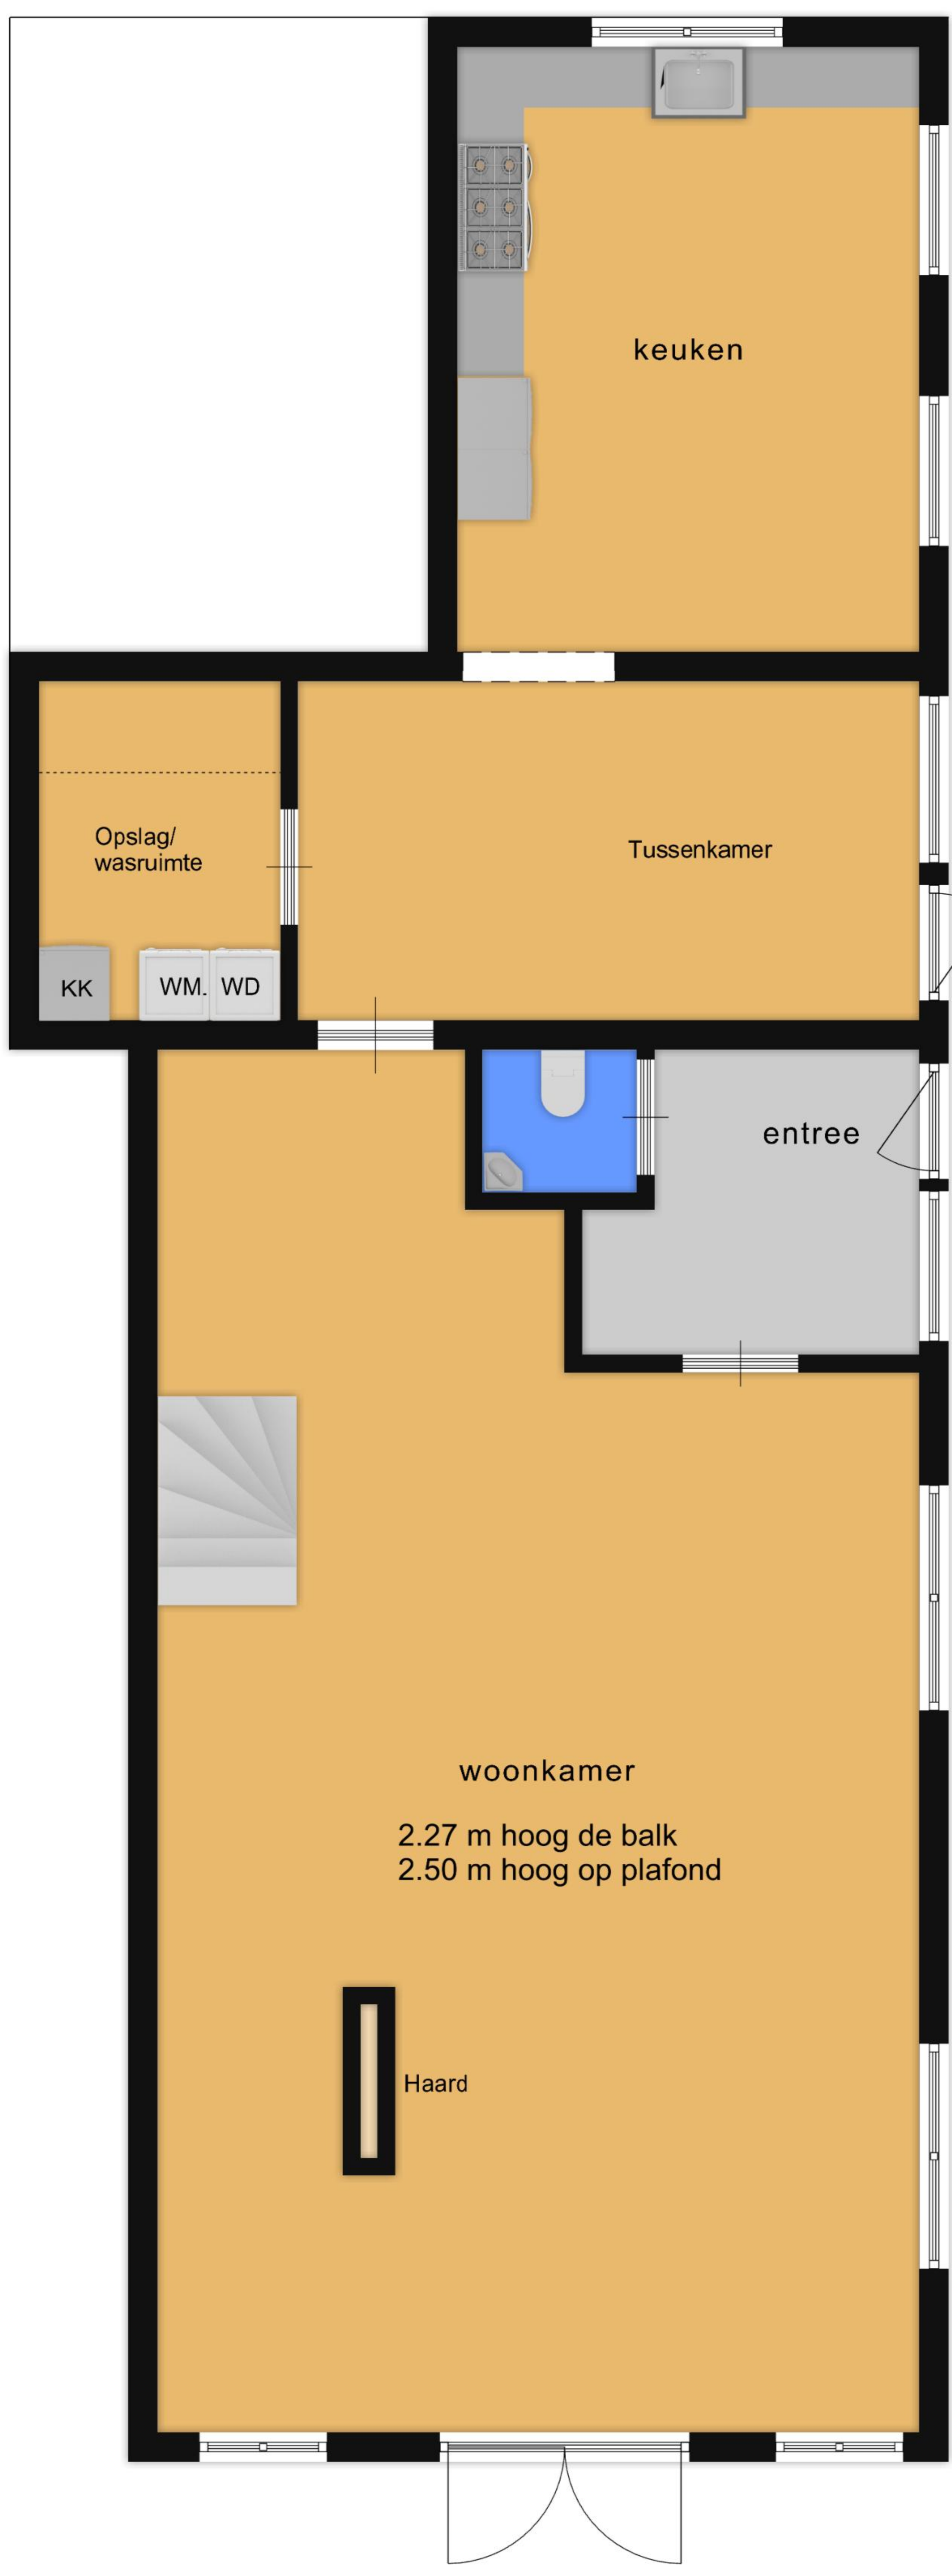 keuken
Opslag/
wasruimte
Tussenkamer
KK
WM.
WD
entree
woonkamer
2.27 m hoog de balk
2.50 m hoog op plafond
Haard